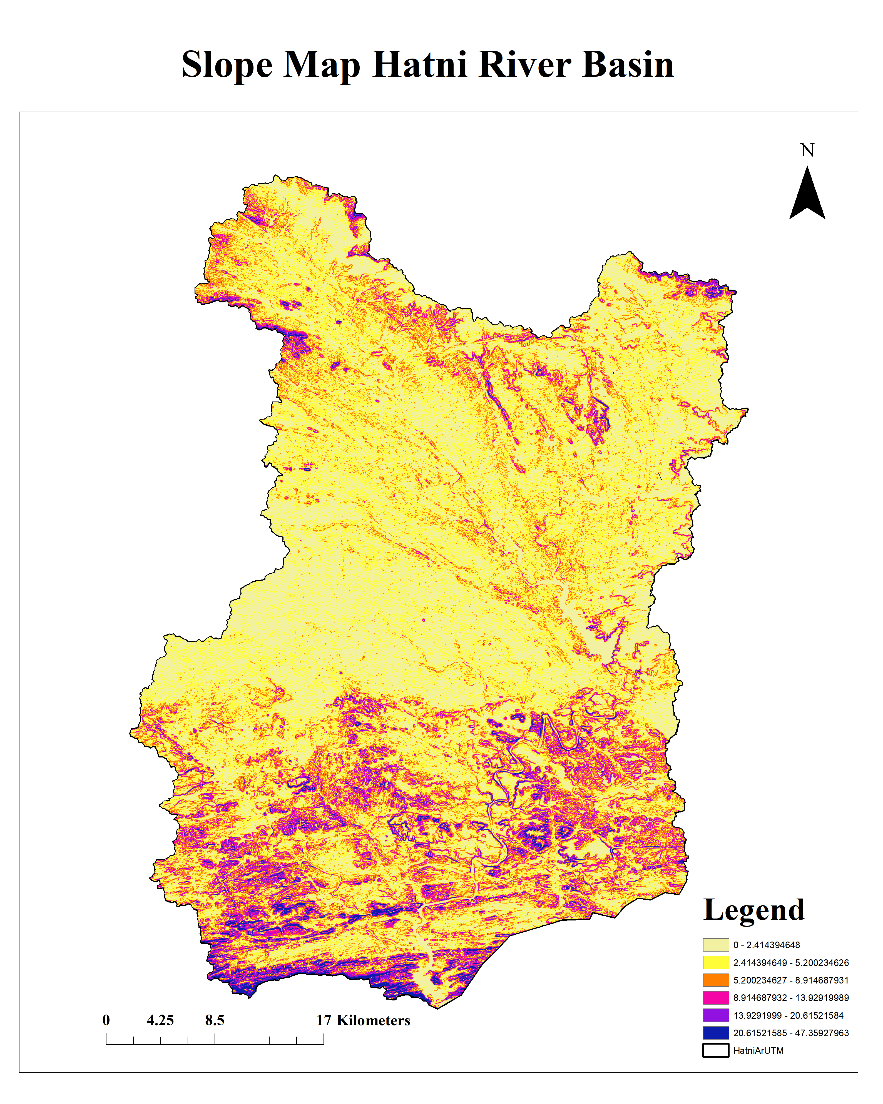 Slope Map Hatni River Basin
N
Legend
0 - 2.414394648
2.414394649 - 5.200234626
5.200234627 - 8.914687931
8.914687932 - 13.92919989
13.9291999 - 20.61521584
20.61521585 - 47.35927963
HatniArUTM
0 4.25 8.5 17 Kilometers